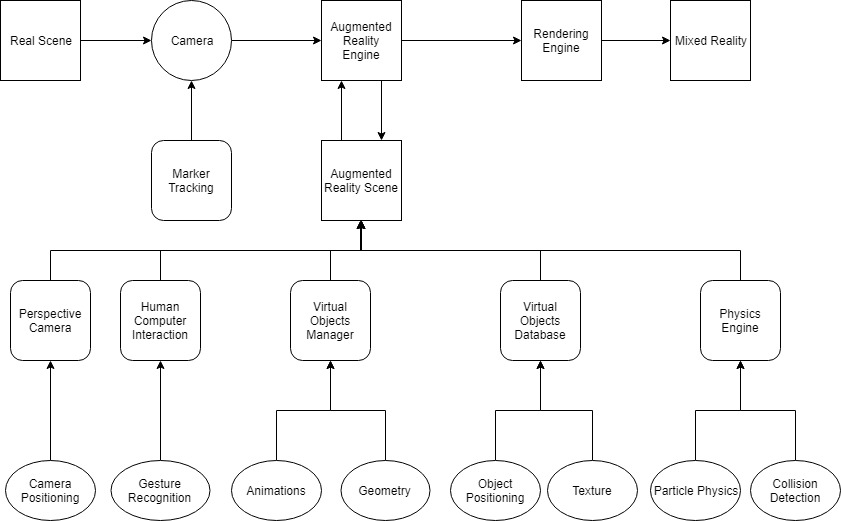 Real Scene
Camera
Augmented
Reality
Engine
Rendering
Engine
Mixed Reality
Marker
Tracking
Augmented
Reality Scene
Perspective
Camera
Human
Computer
Interaction
Virtual
Objects
Manager
Virtual
Objects
Database
Physics
Engine
Camera
Positioning
Gesture
Recognition
Animations
Geometry
Object
Positioning
Texture
Particle Physics
Collision
Detection